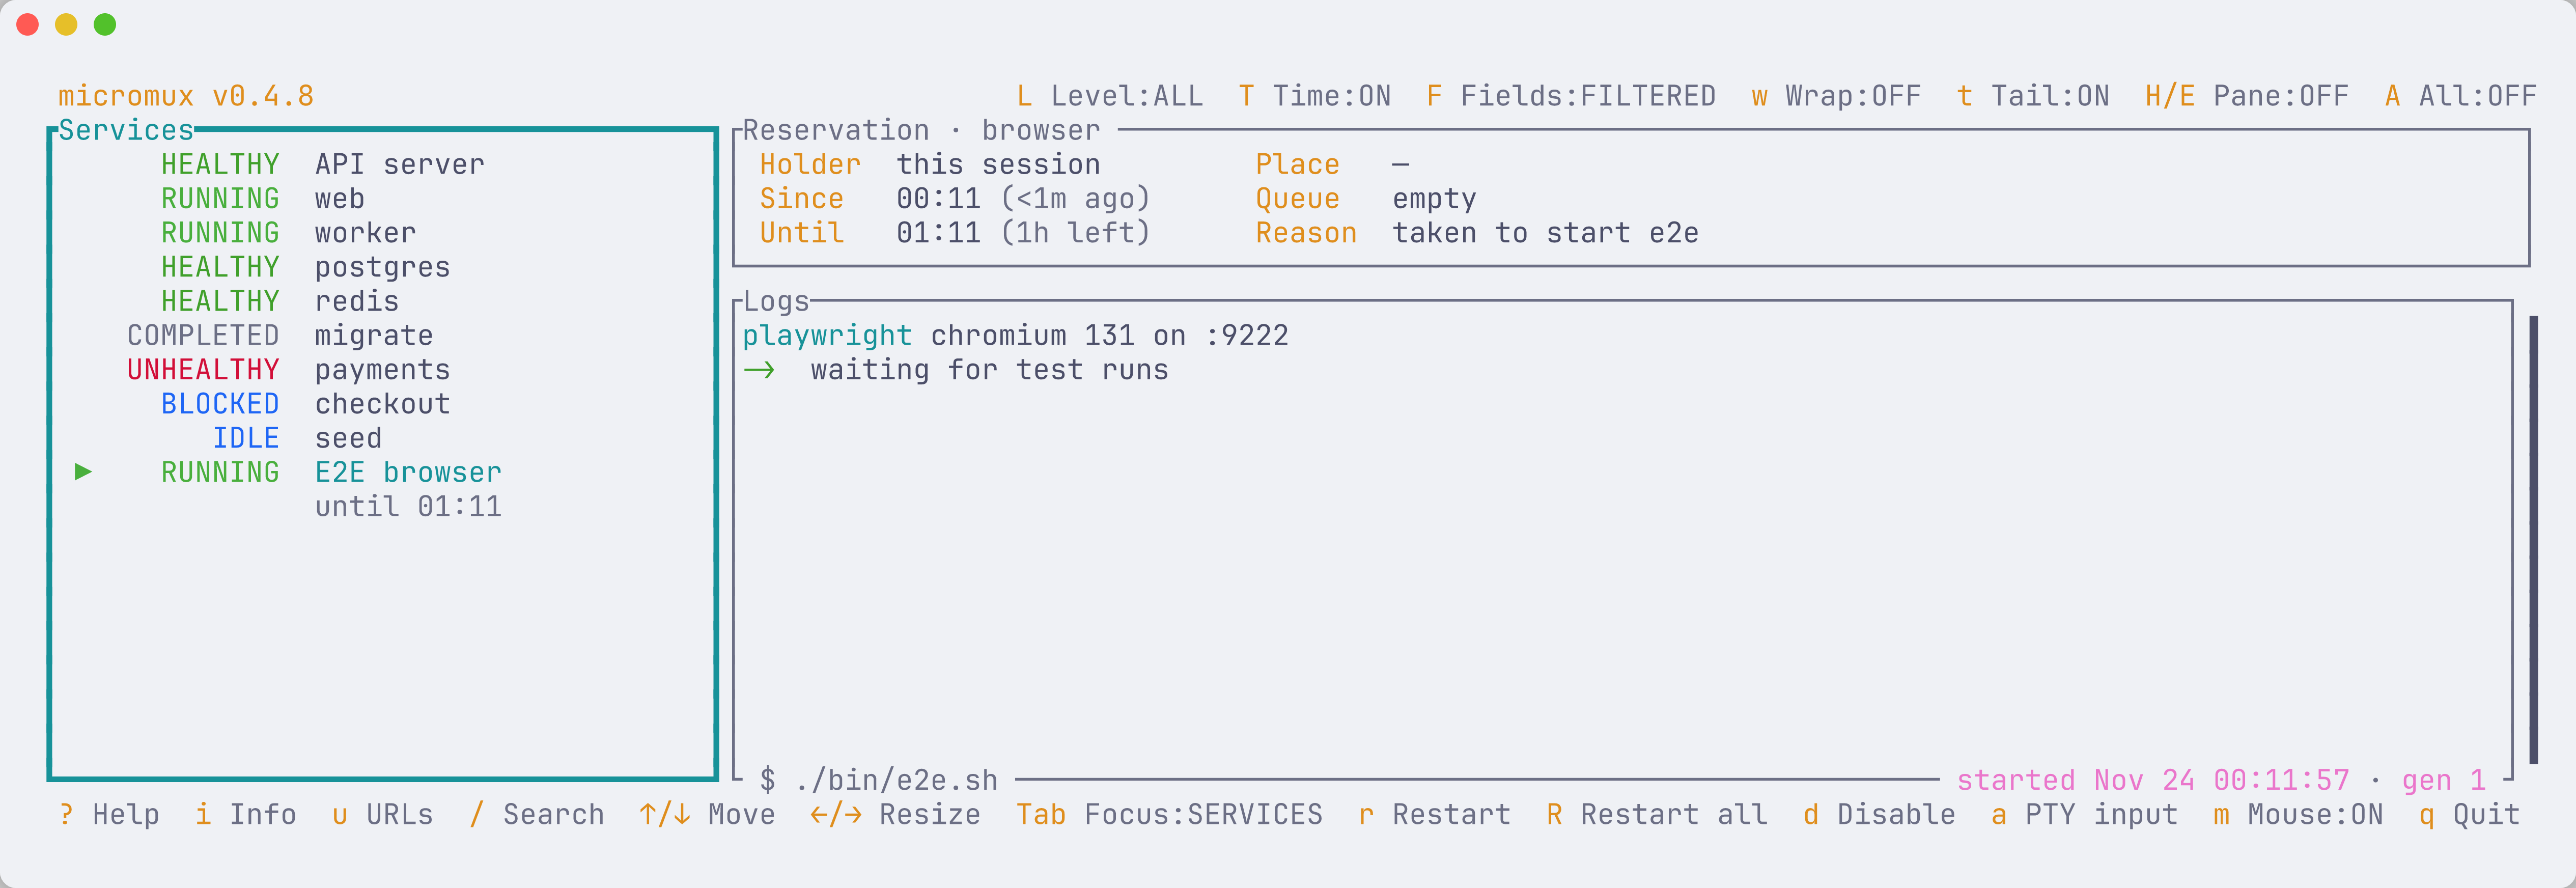 micromux v0.4.8
L Level:ALL T Time:ON F Fields:FILTERED w Wrap:OFF t Tail:ON H/E Pane:OFF A All:OFF
Services
HEALTHY API server
RUNNING web
RUNNING worker
HEALTHY postgres
HEALTHY redis
COMPLETED migrate
UNHEALTHY payments
BLOCKED checkout
IDLE seed
▶ RUNNING E2E browser
until 01:11
Reservation · browser
Holder this session Place —
Since 00:11 (<1m ago) Queue empty
Until 01:11 (1h left) Reason taken to start e2e
Logs
playwright chromium 131 on :9222
→ waiting for test runs
$ ./bin/e2e.sh
started Nov 24 00:11:57 · gen 1
? Help i Info u URLs / Search ↑/↓ Move ←/→ Resize Tab Focus:SERVICES r Restart R Restart all d Disable a PTY input m Mouse:ON q Quit